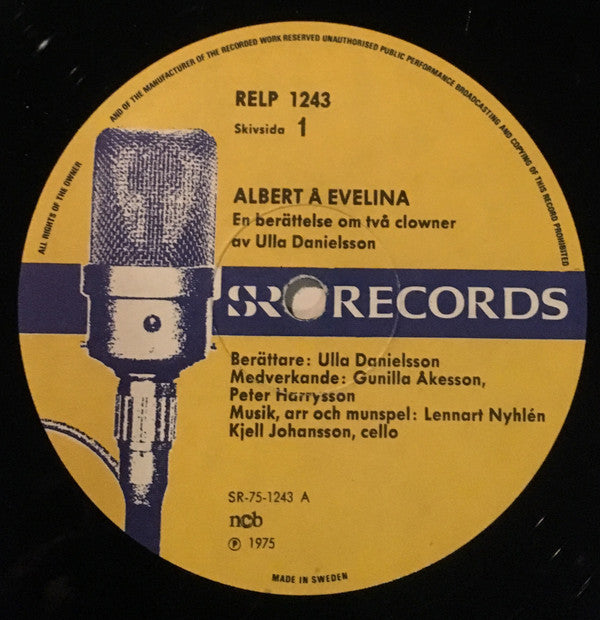 ALL RIGHTS OF THE OWNER AND OF THE MANUFACTURER OF THE RECORDED WORK RESERVED UNAUTHORISED PUBLIC PERFORMANCE BROADCASTING AND COPYING OF THIS RECORD PROHIBITED
RELP 1243
Skivsida 1
ALBERT Å EVELINA
En berättelse om två clowner
av Ulla Danielsson
SR RECORDS
Berättare: Ulla Danielsson
Medverkande: Gunilla Åkesson,
Peter Harrysson
Musik, arr och munspel: Lennart Nyhlén
Kjell Johansson, cello
SR-75-1243 A
ncb
℗ 1975
MADE IN SWEDEN